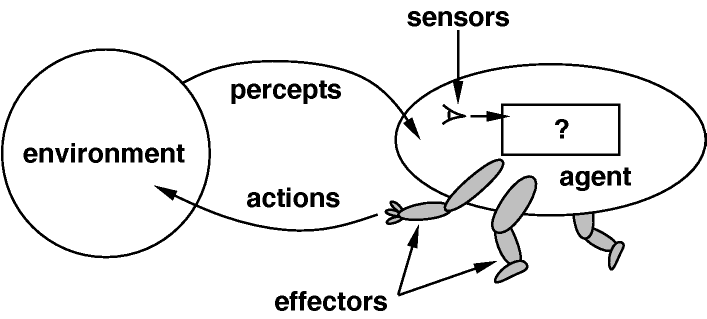 sensors
percepts
environment
?
agent
actions
effectors